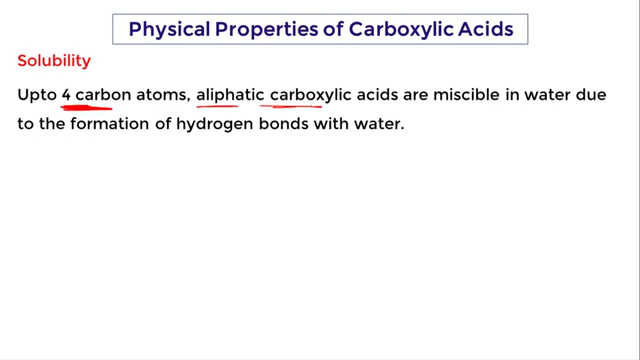 Physical Properties of Carboxylic Acids
Solubility
Upto 4 carbon atoms, aliphatic carboxylic acids are miscible in water due
to the formation of hydrogen bonds with water.